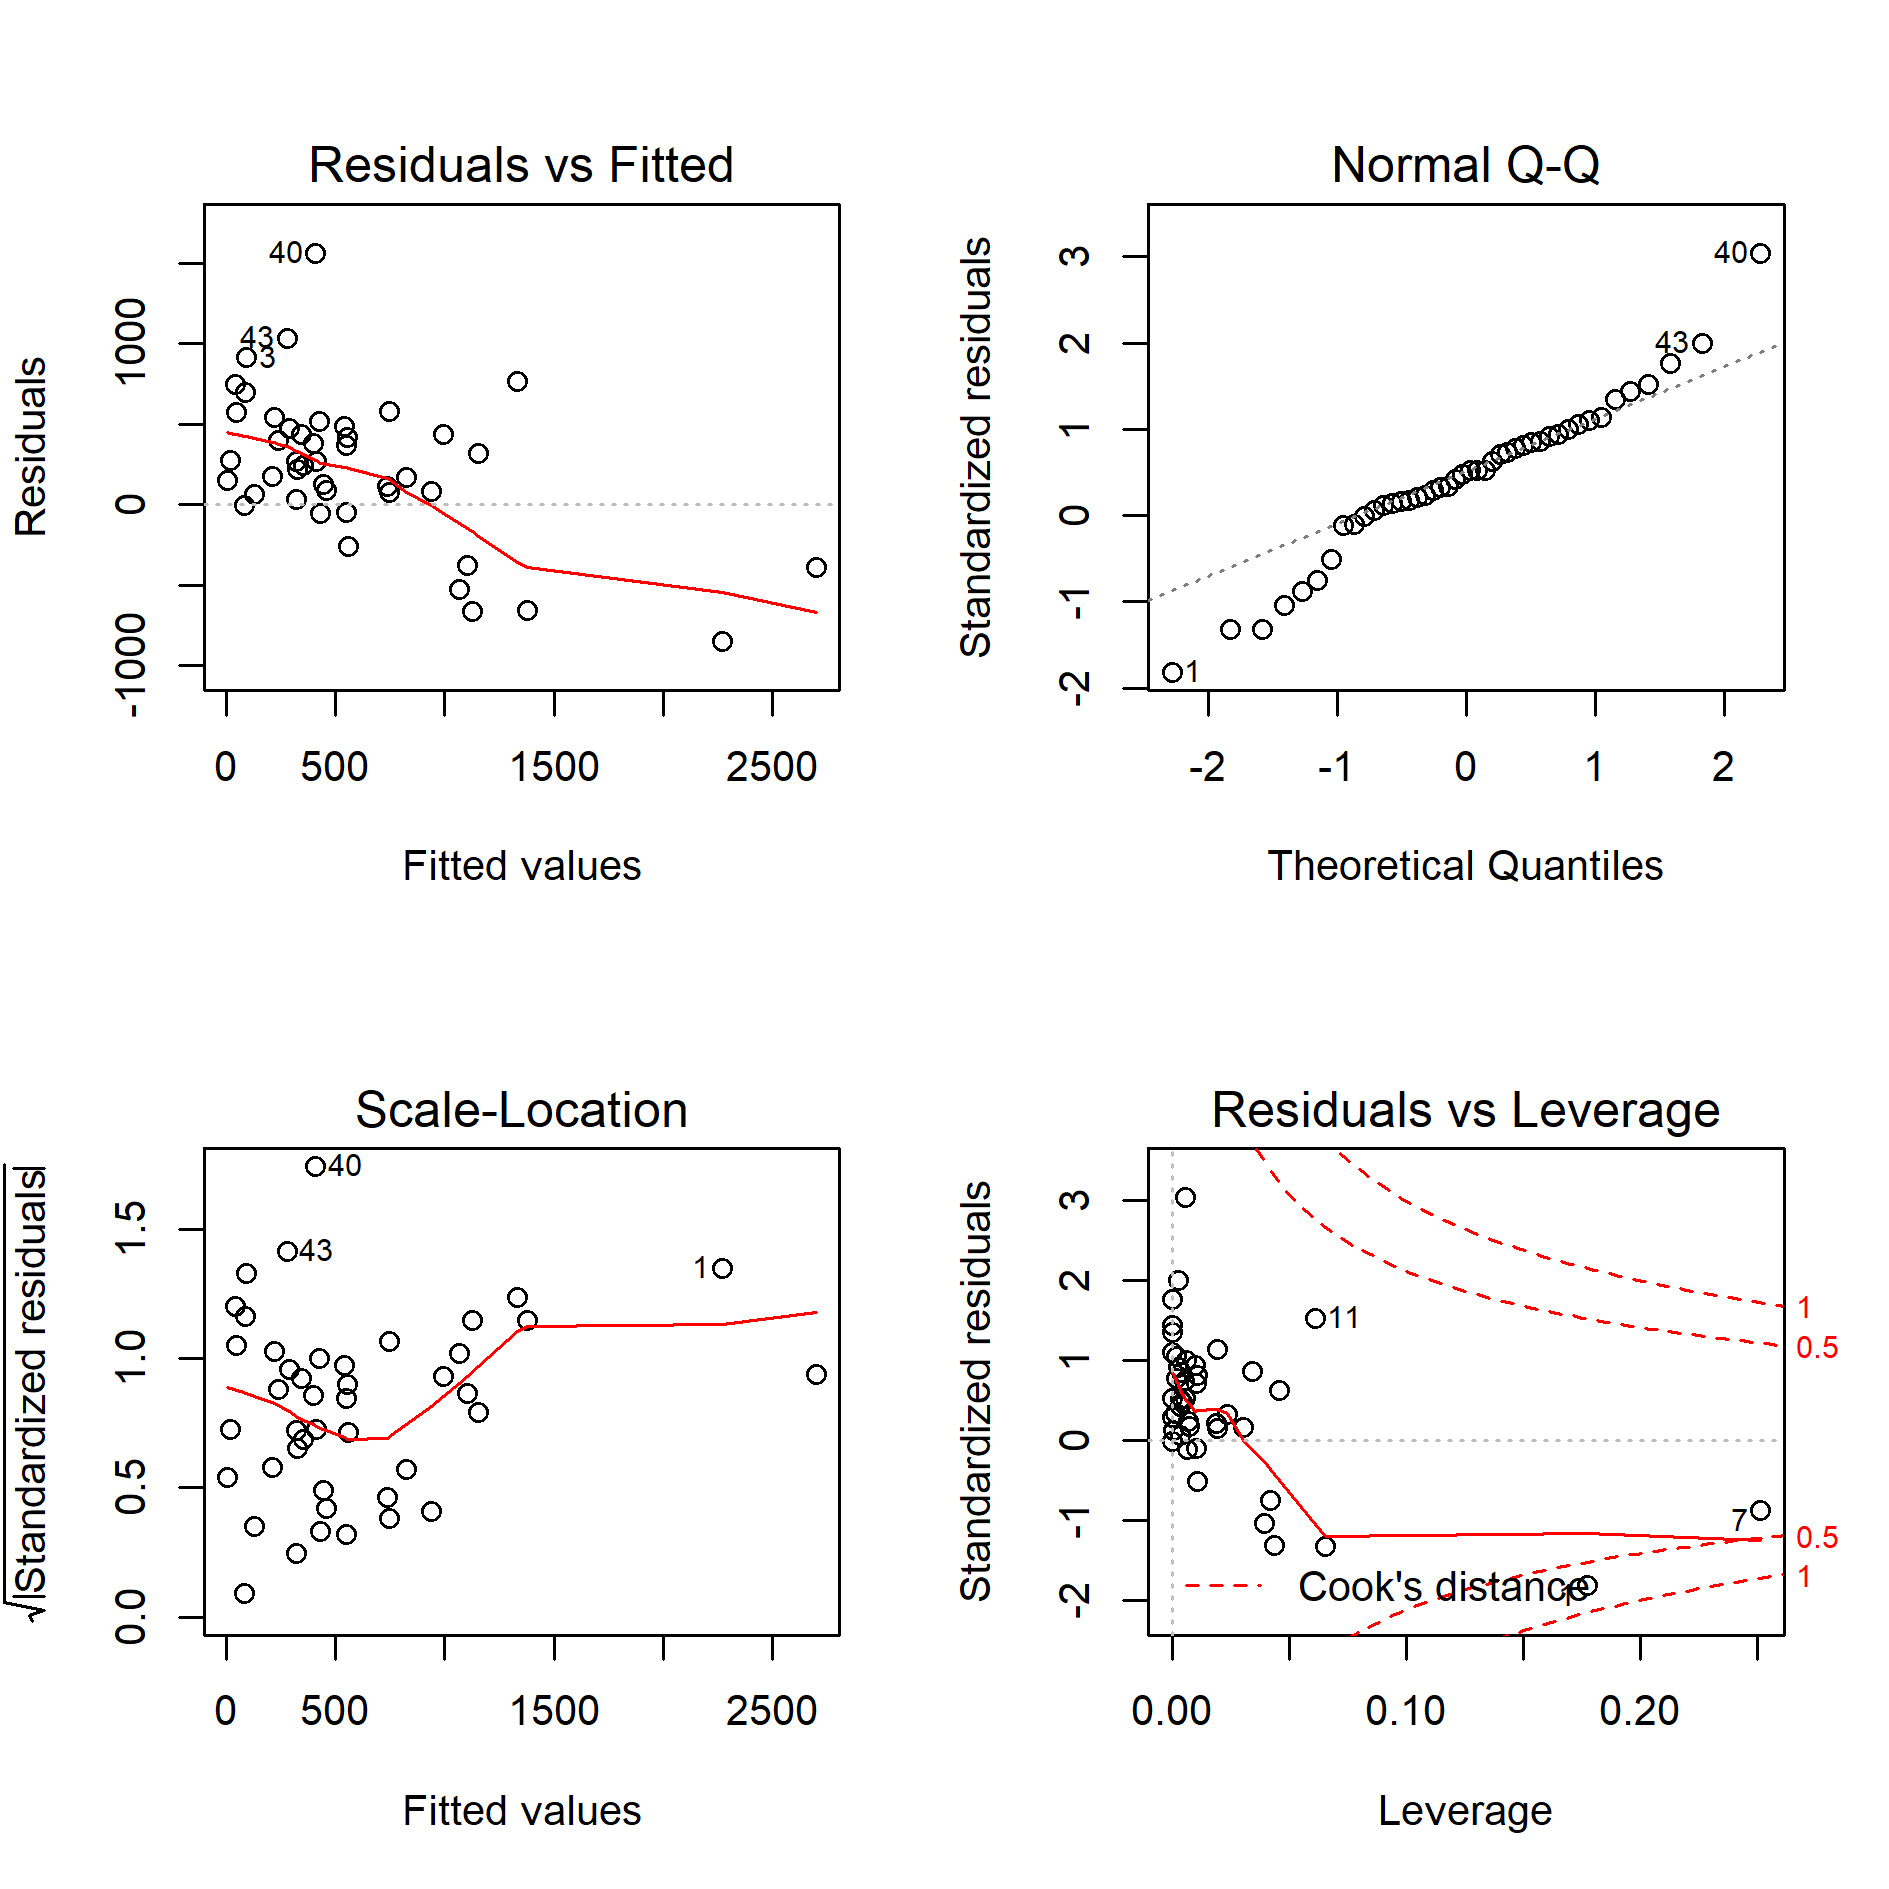 Residuals vs Fitted
Residuals
-1000 0 1000
0 500 1500 2500
Fitted values
40
43
3
Normal Q-Q
Standardized residuals
-2 -1 0 1 2 3
-2 -1 0 1 2
Theoretical Quantiles
40
43
1
Scale-Location
√|Standardized residuals|
0.0 0.5 1.0 1.5
0 500 1500 2500
Fitted values
40
43
1
Residuals vs Leverage
Standardized residuals
-2 -1 0 1 2 3
0.00 0.10 0.20
Leverage
11
7
1
Cook's distance
1
0.5
0.5
1